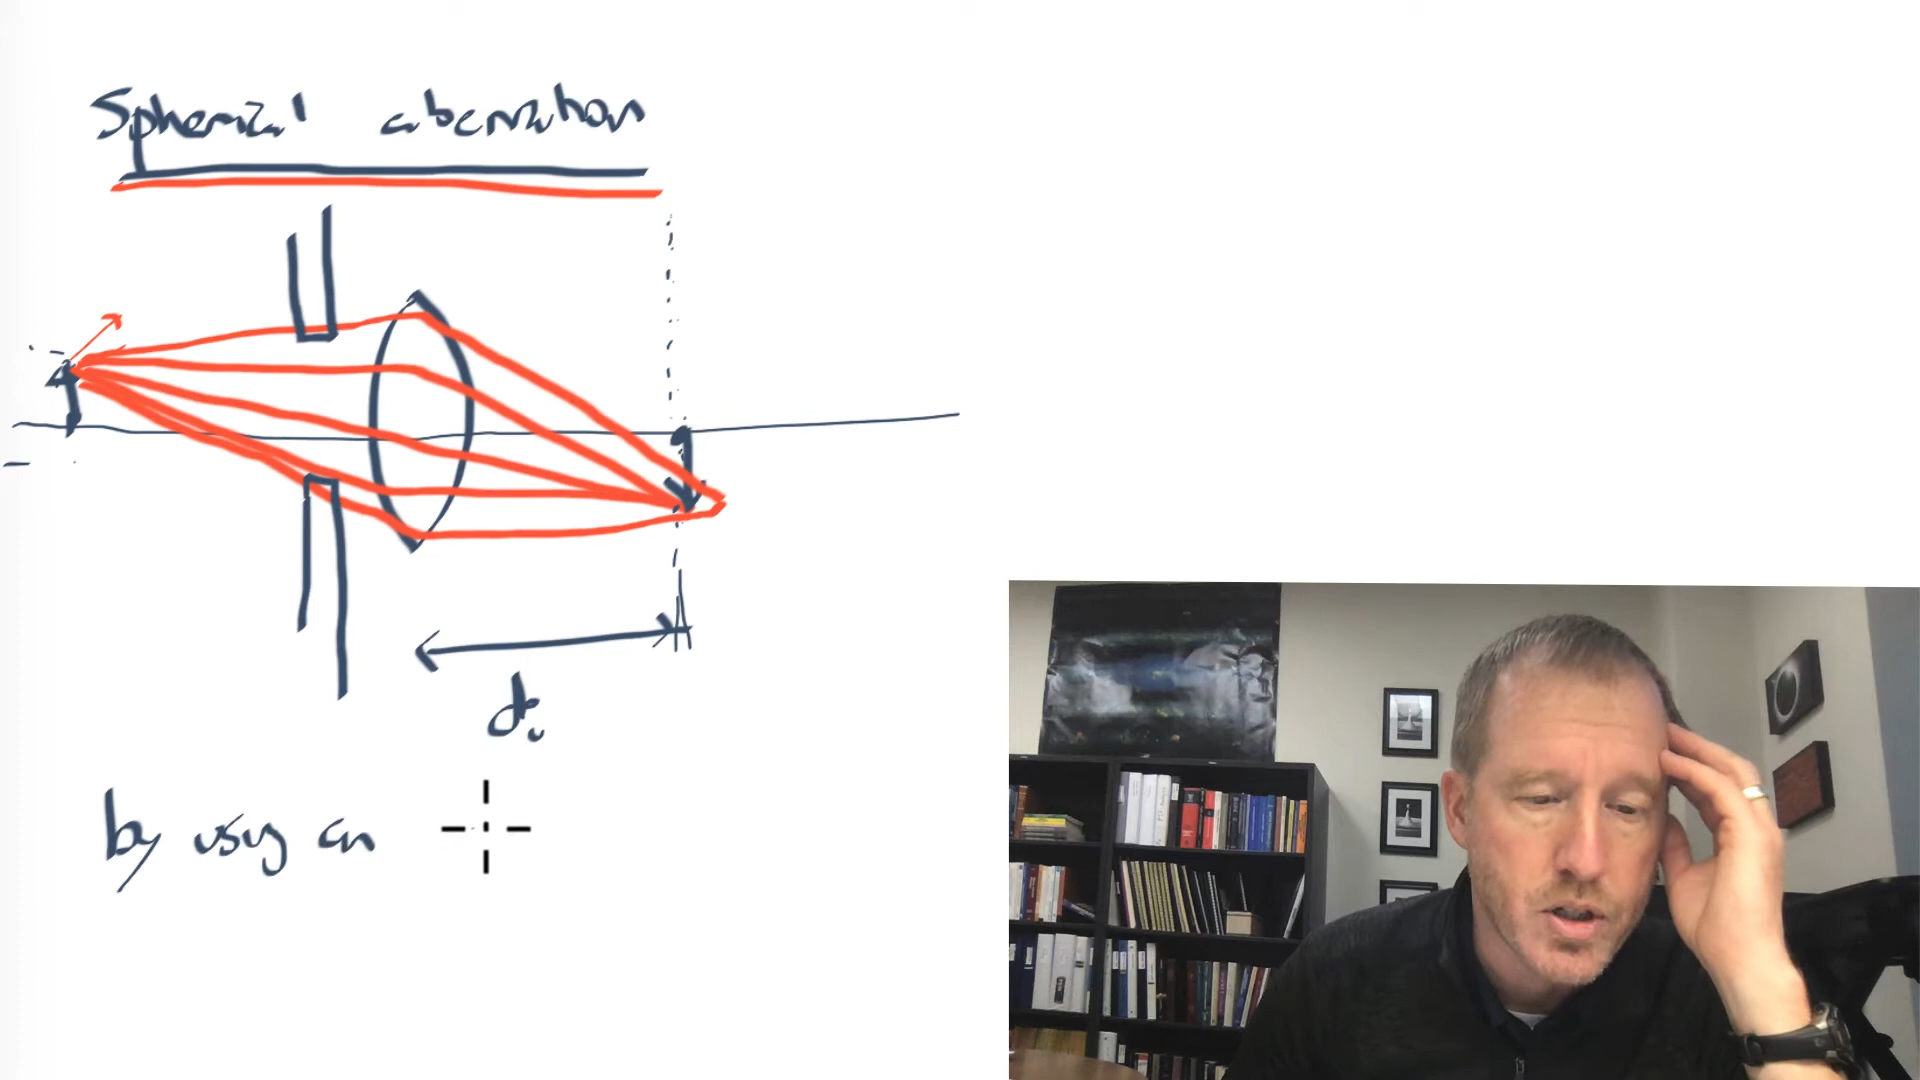 Spherical aberration
di
by using an